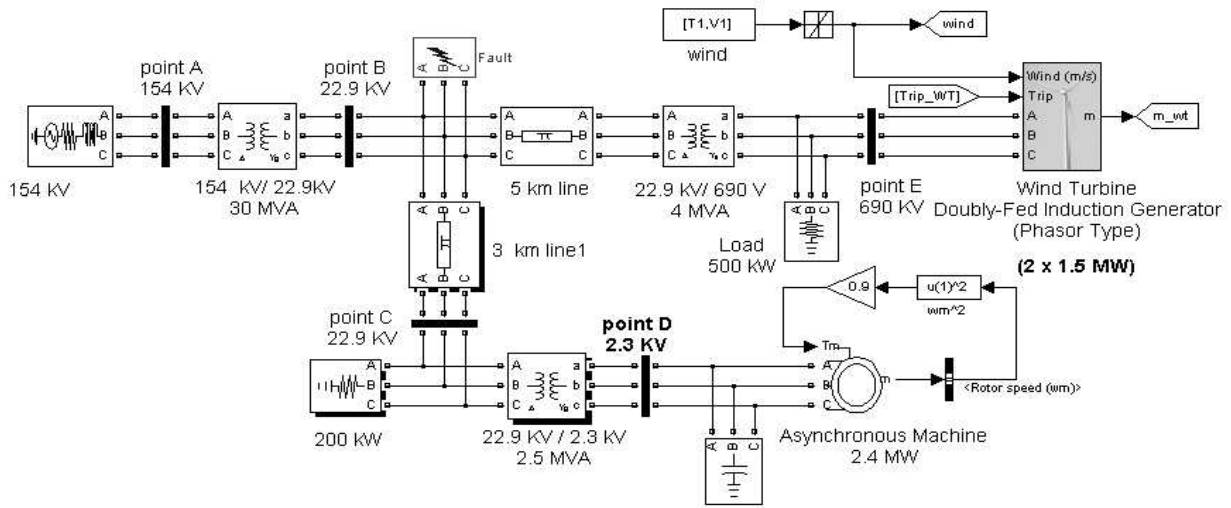 [T1,V1]
wind
wind
Fault
A B C
A B C
point A
154 KV
point B
22.9 KV
Wind (m/s)
[Trip_WT]
Trip
m
m_wt
A
B
C
A
B
C
a
b
c
A
B
C
A
B
C
A
B
C
a
b
c
A
B
C
154 KV
154 KV/ 22.9KV
30 MVA
5 km line
22.9 KV/ 690 V
4 MVA
point E
690 KV
Wind Turbine
Doubly-Fed Induction Generator
(Phasor Type)
(2 x 1.5 MW)
A B C
Load
500 kW
A B C
3 km line1
A B C
0.9
u(1)^2
wm^2
point C
22.9 KV
point D
2.3 KV
Tm
A
B
C
A
B
C
a
b
c
A
B
C
m
<Rotor speed (wm)>
200 kW
22.9 KV / 2.3 kV
2.5 MVA
Asynchronous Machine
2.4 MW
A B C